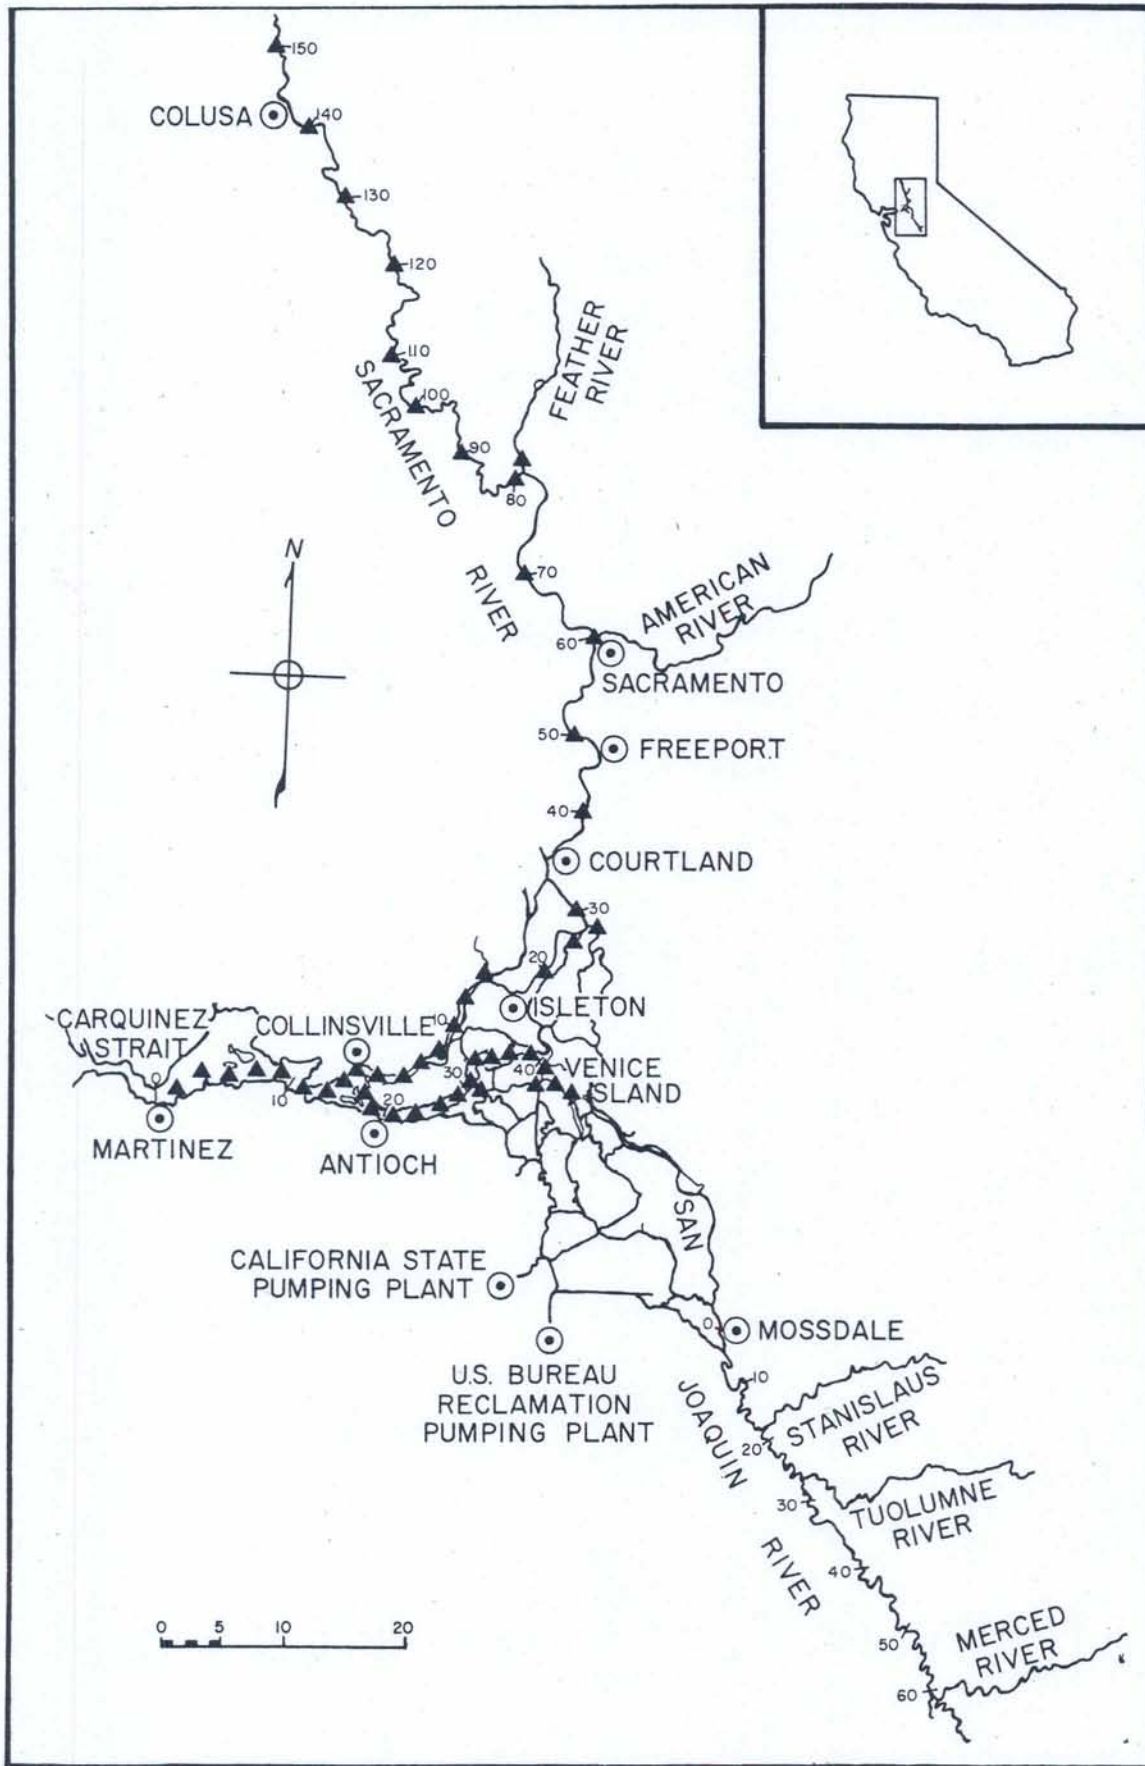 150
COLUSA
140
130
120
110
SACRAMENTO
RIVER
100
90
80
FEATHER
RIVER
N
70
60
AMERICAN
RIVER
SACRAMENTO
50
FREEPORT
40
COURTLAND
30
20
ISLETON
10
CARQUINEZ
STRAIT
COLLINSVILLE
0
10
20
30
40
VENICE
ISLAND
MARTINEZ
ANTIOCH
SAN
JOAQUIN
RIVER
CALIFORNIA STATE
PUMPING PLANT
U.S. BUREAU
RECLAMATION
PUMPING PLANT
0
MOSSDALE
10
STANISLAUS
RIVER
20
30
TUOLUMNE
RIVER
40
50
MERCED
RIVER
60
0 5 10 20